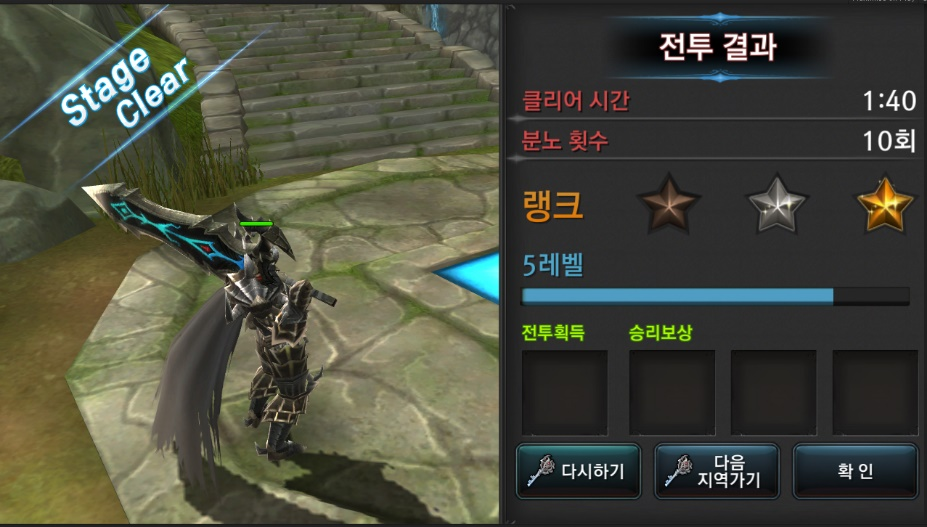 Stage
Clear
전투 결과
클리어 시간 1:40
분노 횟수 10회
랭크
5레벨
전투획득 승리보상
다시하기
다음
지역가기
확 인